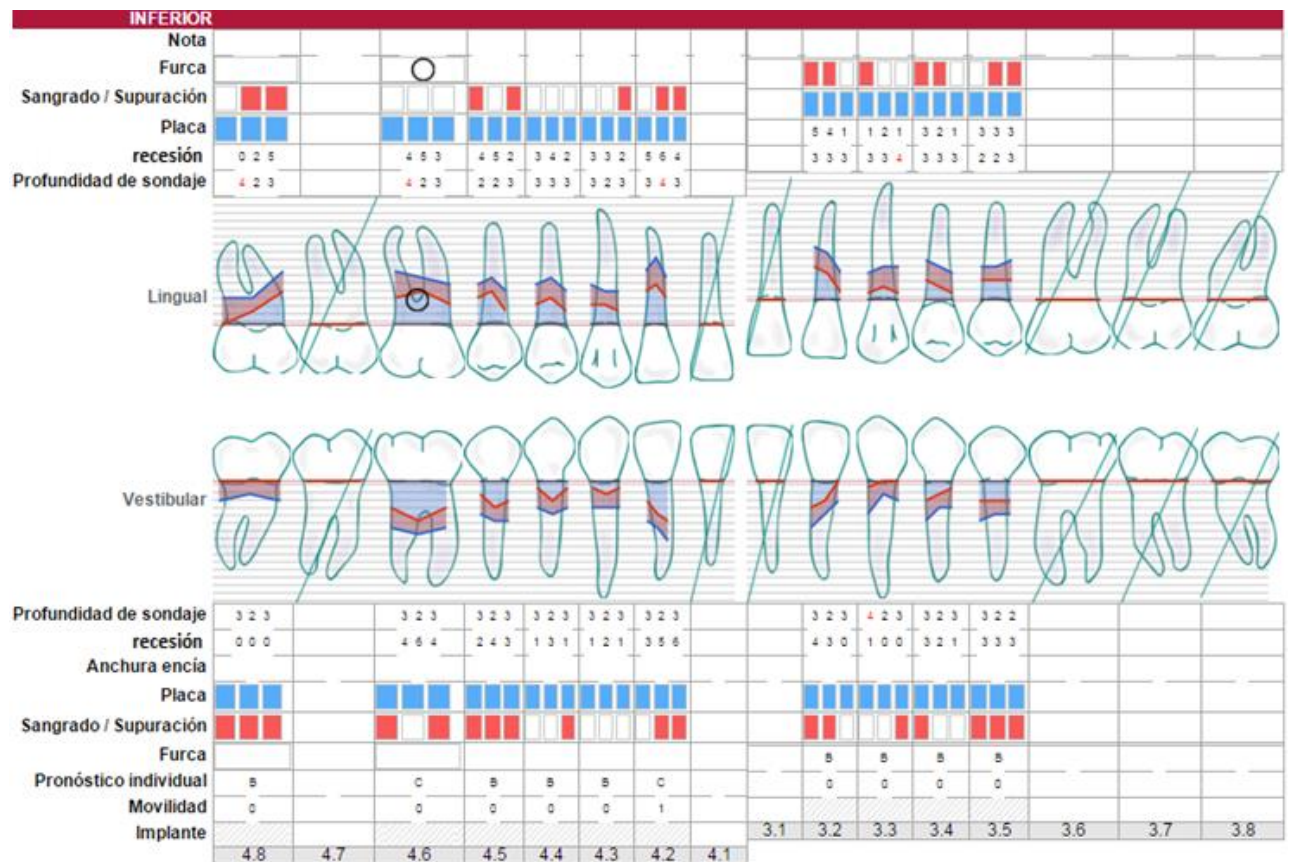 INFERIOR
Nota
Furca
Sangrado / Supuración
Placa
5 4 1 1 2 1 3 2 1 3 3 3
recesión 0 2 5 4 5 3 4 5 2 3 4 2 3 3 2 5 6 4 3 3 3 3 3 4 3 3 3 2 2 3
Profundidad de sondaje 4 2 3 4 2 3 2 2 3 3 3 3 3 2 3 3 4 3
Lingual
Vestibular
Profundidad de sondaje 3 2 3 3 2 3 3 2 3 3 2 3 3 2 3 3 2 3 3 2 3 4 2 3 3 2 3 3 2 2
recesión 0 0 0 4 6 4 2 4 3 1 3 1 1 2 1 3 5 6 4 3 0 1 0 0 3 2 1 3 3 3
Anchura encía
Placa
Sangrado / Supuración
Furca B B B B
Pronóstico individual B C B B B C 0 0 0 0
Movilidad 0 0 0 0 0 1
Implante 3.1 3.2 3.3 3.4 3.5 3.6 3.7 3.8
4.8 4.7 4.6 4.5 4.4 4.3 4.2 4.1